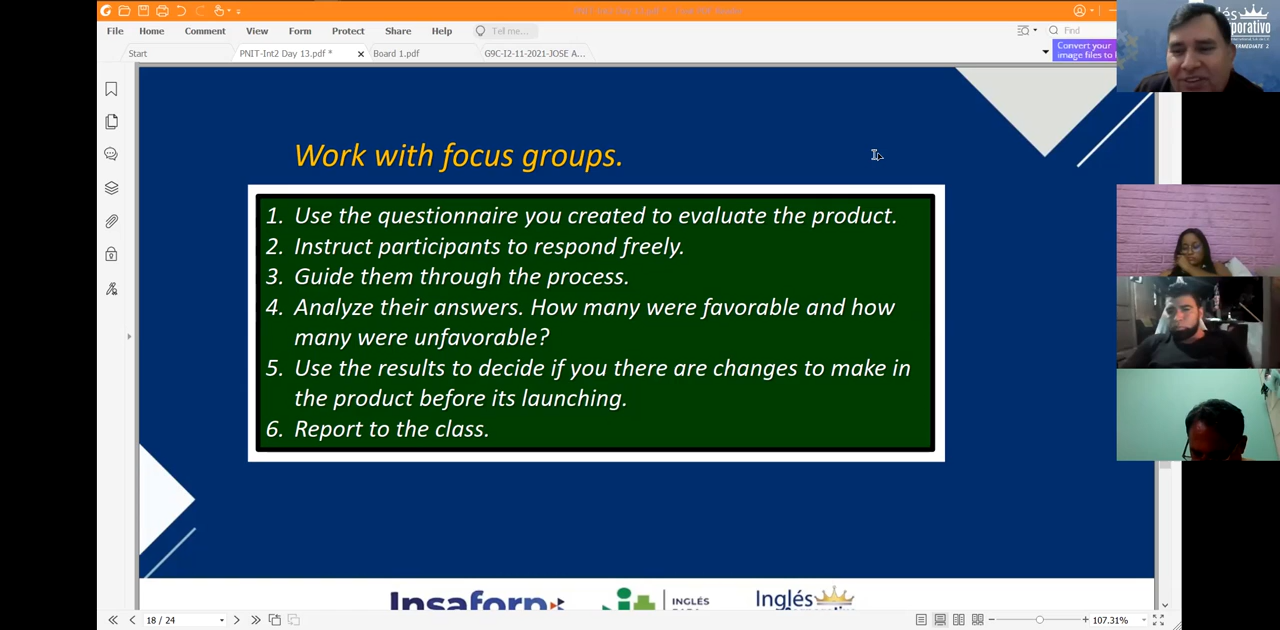 File Home Comment View Form Protect Share Help Tell me... Find
Start PNIT-Int2 Day 13.pdf * Board 1.pdf G9C-I2-11-2021-JOSE A...
Convert your
image files to
Work with focus groups.
1. Use the questionnaire you created to evaluate the product.
2. Instruct participants to respond freely.
3. Guide them through the process.
4. Analyze their answers. How many were favorable and how
many were unfavorable?
5. Use the results to decide if you there are changes to make in
the product before its launching.
6. Report to the class.
Insaforp INGLÉS Inglés
18 / 24 107.31%